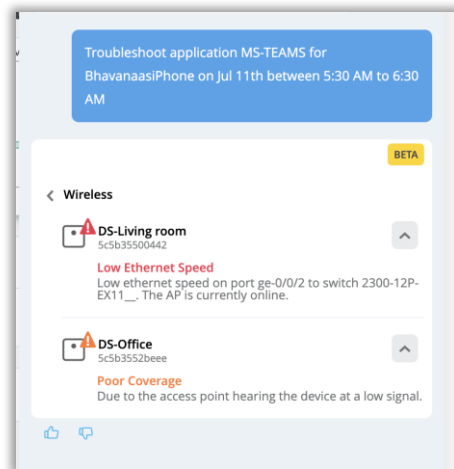 Troubleshoot application MS-TEAMS for
BhavanaasiPhone on Jul 11th between 5:30 AM to 6:30
AM
BETA
Wireless
DS-Living room
5c5b35500442
Low Ethernet Speed
Low ethernet speed on port ge-0/0/2 to switch 2300-12P-
EX11__. The AP is currently online.
DS-Office
5c5b3552beee
Poor Coverage
Due to the access point hearing the device at a low signal.